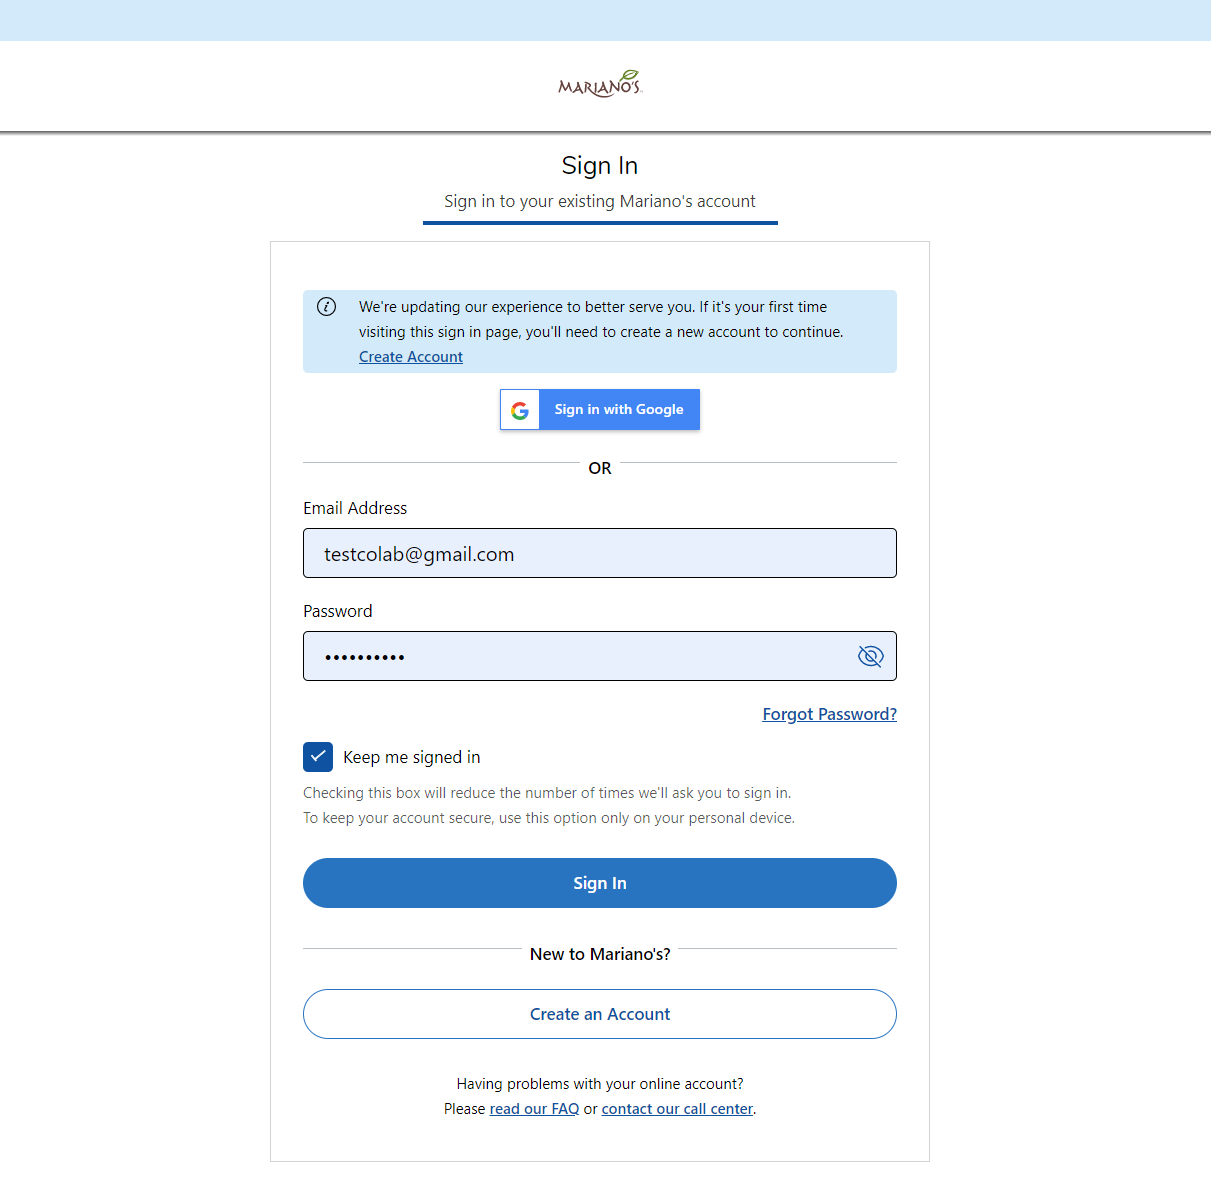 MARIANO'S
Sign In
Sign in to your existing Mariano's account
We're updating our experience to better serve you. If it's your first time
visiting this sign in page, you'll need to create a new account to continue.
Create Account
Sign in with Google
OR
Email Address
testcolab@gmail.com
Password
••••••••••
Forgot Password?
Keep me signed in
Checking this box will reduce the number of times we'll ask you to sign in.
To keep your account secure, use this option only on your personal device.
Sign In
New to Mariano's?
Create an Account
Having problems with your online account?
Please read our FAQ or contact our call center.